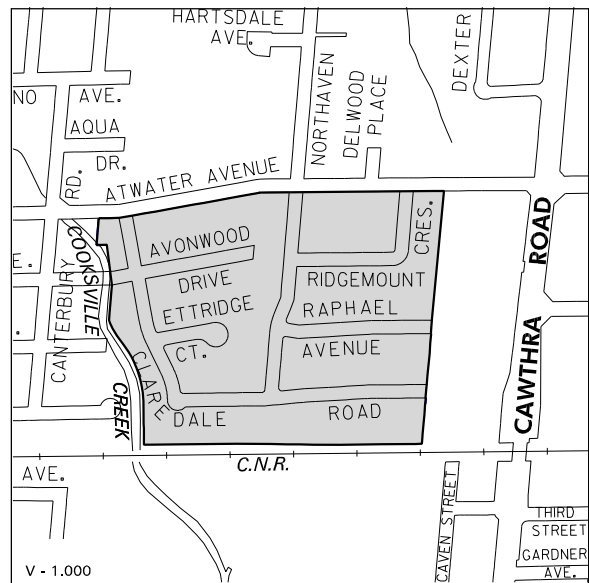 HARTSDALE
AVE.
DEXTER
NO AVE.
AQUA
DR.
RD.
NORTHAVEN
DELWOOD
PLACE
ATWATER AVENUE
CRES.
ROAD
COOKSVILLE
AVONWOOD
E.
DRIVE
RIDGEMOUNT
ETTRIDGE
RAPHAEL
CANTERBURY
CT.
AVENUE
CLARE
CREEK
DALE ROAD
CAWTHRA
C.N.R.
AVE.
CAVEN STREET
THIRD
STREET
GARDNER
AVE.
V - 1.000